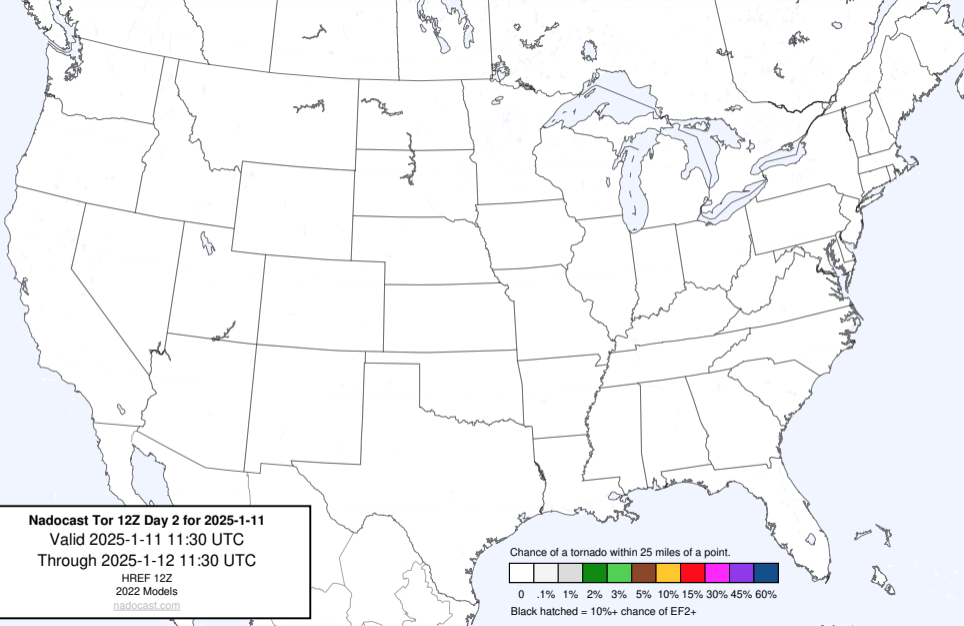 Nadocast Tor 12Z Day 2 for 2025-1-11
Valid 2025-1-11 11:30 UTC
Through 2025-1-12 11:30 UTC
HREF 12Z
2022 Models
nadocast.com
Chance of a tornado within 25 miles of a point.
0 .1% 1% 2% 3% 5% 10% 15% 30% 45% 60%
Black hatched = 10%+ chance of EF2+